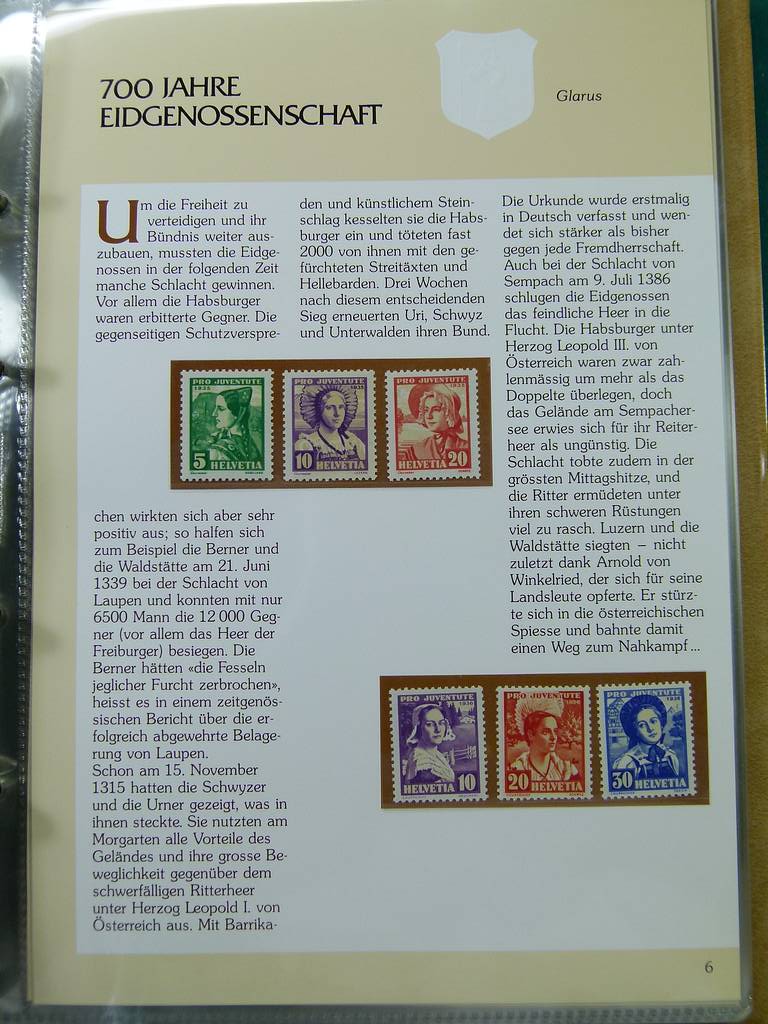 700 JAHRE
EIDGENOSSENSCHAFT
Glarus
Um die Freiheit zu
verteidigen und ihr
Bündnis weiter aus-
zubauen, mussten die Eidge-
nossen in der folgenden Zeit
manche Schlacht gewinnen.
Vor allem die Habsburger
waren erbitterte Gegner. Die
gegenseitigen Schutzverspre-
chen wirkten sich aber sehr
positiv aus; so halfen sich
zum Beispiel die Berner und
die Waldstätte am 21. Juni
1339 bei der Schlacht von
Laupen und konnten mit nur
6500 Mann die 12 000 Geg-
ner (vor allem das Heer der
Freiburger) besiegen. Die
Berner hätten «die Fesseln
jeglicher Furcht zerbrochen»,
heisst es in einem zeitgenös-
sischen Bericht über die er-
folgreich abgewehrte Belage-
rung von Laupen.
Schon am 15. November
1315 hatten die Schwyzer
und die Urner gezeigt, was in
ihnen steckte. Sie nutzten am
Morgarten alle Vorteile des
Geländes und ihre grosse Be-
weglichkeit gegenüber dem
schwerfälligen Ritterheer
unter Herzog Leopold I. von
Österreich aus. Mit Barrika-
den und künstlichem Stein-
schlag kesselten sie die Habs-
burger ein und töteten fast
2000 von ihnen mit den ge-
fürchteten Streitäxten und
Hellebarden. Drei Wochen
nach diesem entscheidenden
Sieg erneuerten Uri, Schwyz
und Unterwalden ihren Bund.
Die Urkunde wurde erstmalig
in Deutsch verfasst und wen-
det sich stärker als bisher
gegen jede Fremdherrschaft.
Auch bei der Schlacht von
Sempach am 9. Juli 1386
schlugen die Eidgenossen
das feindliche Heer in die
Flucht. Die Habsburger unter
Herzog Leopold III. von
Österreich waren zwar zah-
lenmässig um mehr als das
Doppelte überlegen, doch
das Gelände am Sempacher-
see erwies sich für ihr Reiter-
heer als ungünstig. Die
Schlacht tobte zudem in der
grössten Mittagshitze, und
die Ritter ermüdeten unter
ihren schweren Rüstungen
viel zu rasch. Luzern und die
Waldstätte siegten – nicht
zuletzt dank Arnold von
Winkelried, der sich für seine
Landsleute opferte. Er stürz-
te sich in die österreichischen
Spiesse und bahnte damit
einen Weg zum Nahkampf...
PRO JUVENTUTE
1935
5 HELVETIA
PRO JUVENTUTE
1935
10 HELVETIA
PRO JUVENTUTE
1935
HELVETIA 20
PRO JUVENTUTE
1936
HELVETIA 10
PRO JUVENTUTE
1936
20 HELVETIA
PRO JUVENTUTE
1936
30 HELVETIA
6